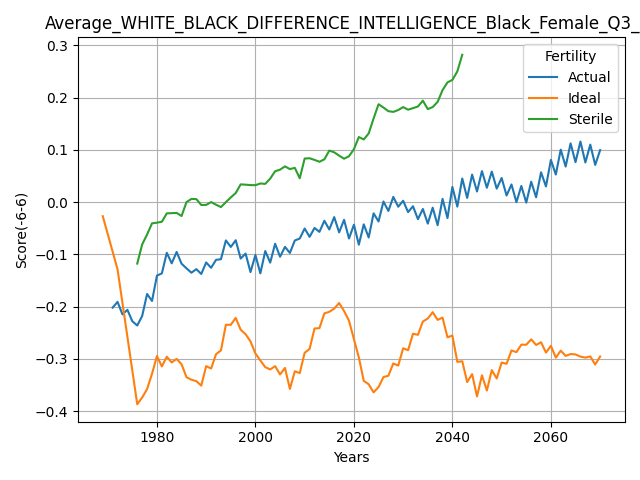 Average_WHITE_BLACK_DIFFERENCE_INTELLIGENCE_Black_Female_Q3_
0.3
0.2
0.1
0.0
−0.1
−0.2
−0.3
−0.4
Score(-6-6)
Fertility
Actual
Ideal
Sterile
1980
2000
2020
2040
2060
Years